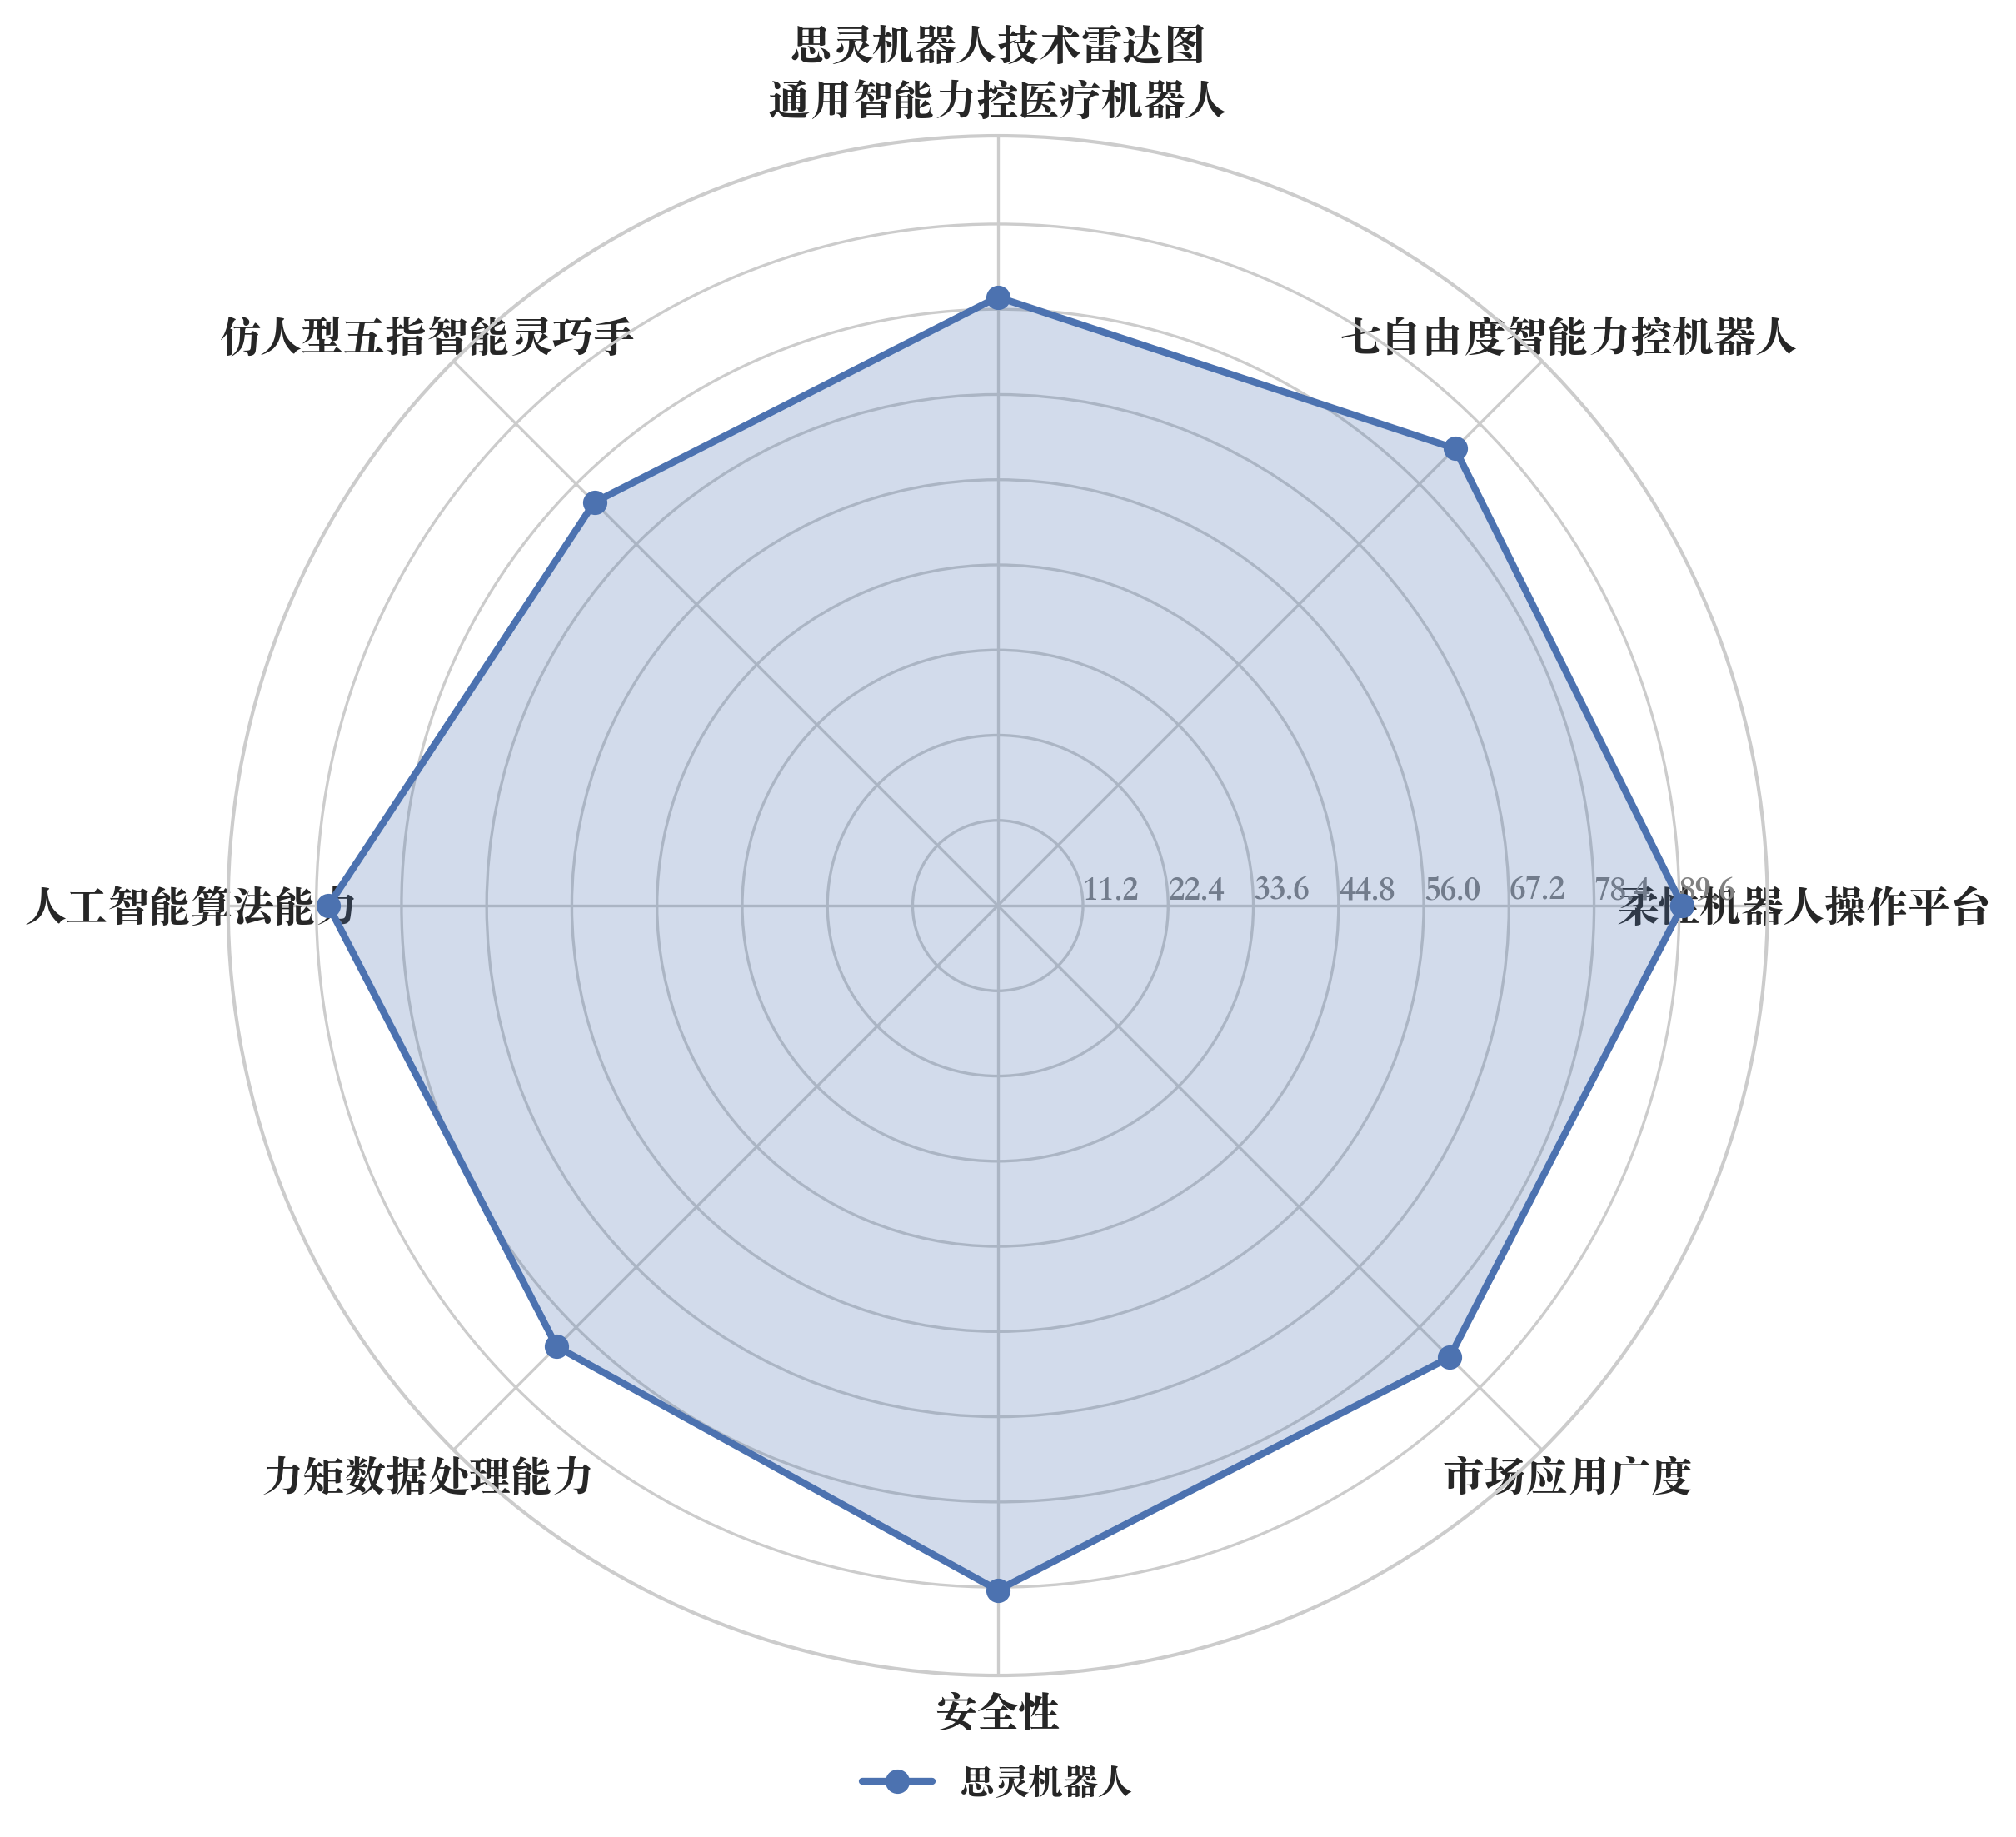 思灵机器人技术雷达图
通用智能力控医疗机器人
仿人型五指智能灵巧手
七自由度智能力控机器人
人工智能算法能力
11.2
22.4
33.6
44.8
56.0
67.2
78.4
89.6
柔性机器人操作平台
力矩数据处理能力
市场应用广度
安全性
思灵机器人